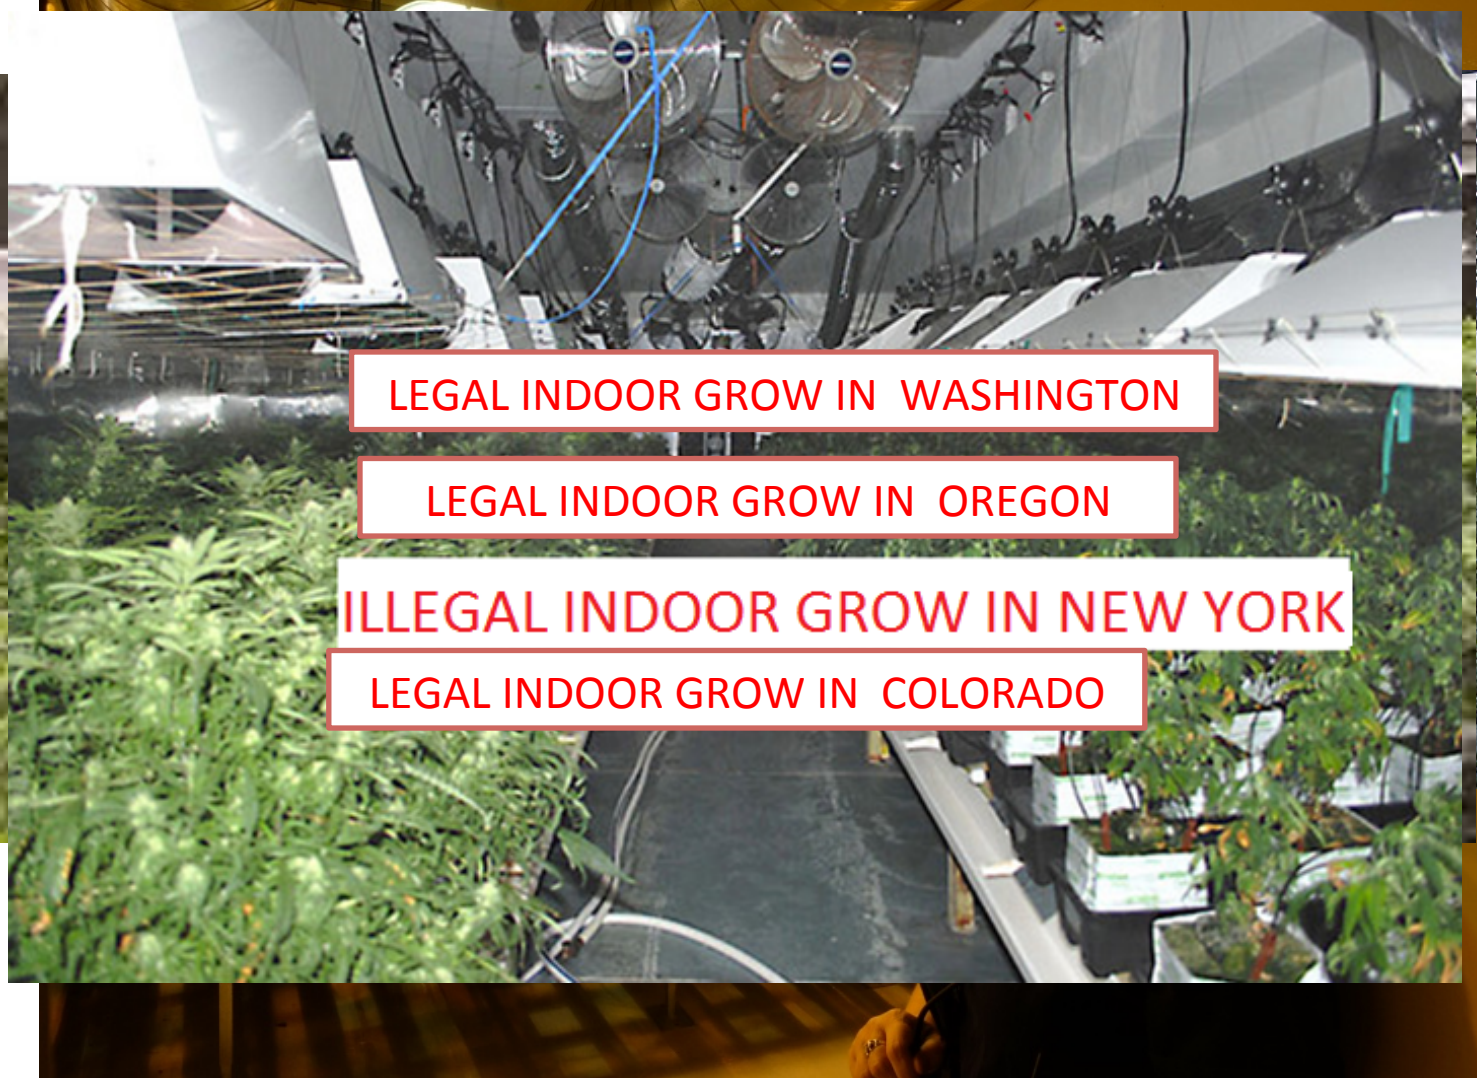 LEGAL INDOOR GROW IN WASHINGTON
LEGAL INDOOR GROW IN OREGON
ILLEGAL INDOOR GROW IN NEW YORK
LEGAL INDOOR GROW IN COLORADO